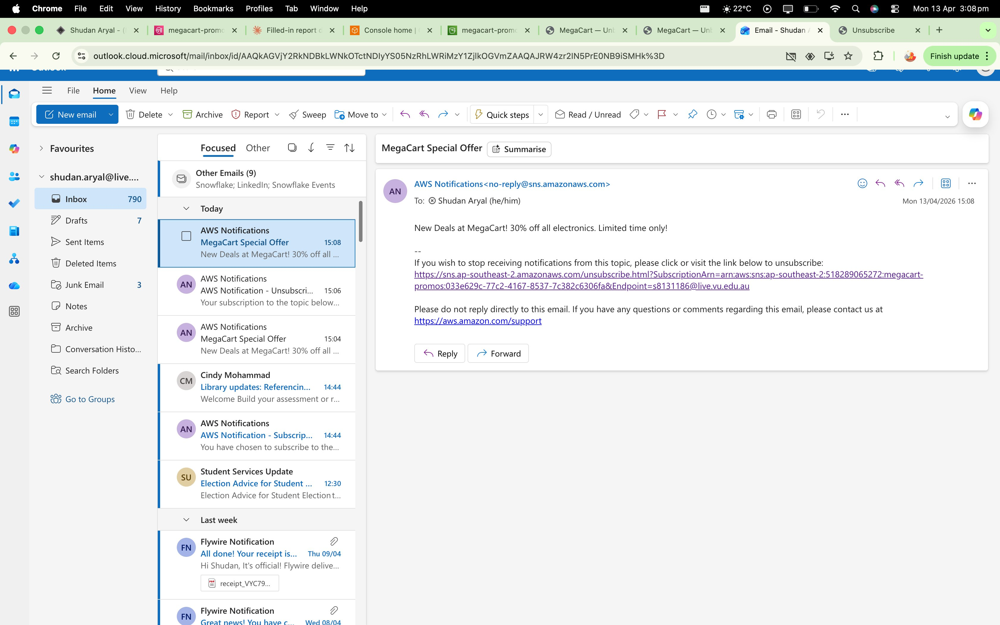 Chrome File Edit View History Bookmarks Profiles Tab Window Help 22°C Mon 13 Apr 3:08 pm
Shudan Aryal - ( megacart-promo Filled-in report d Console home | megacart-promo MegaCart — Unb MegaCart — Unb Email - Shudan A Unsubscribe
outlook.cloud.microsoft/mail/inbox/id/AAQkAGVjY2RkNDBkLWNkOTctNDIyYS05NzRhLWRiMzY1ZjlkOGVmZAAQAJRW4zr2IN5PrE0NB9iSMHk%3D Finish update
File Home View Help
New email Delete Archive Report Sweep Move to Quick steps Read / Unread
Favourites
shudan.aryal@live....
Inbox 790
Drafts 7
Sent Items
Deleted Items
Junk Email 3
Notes
Archive
Conversation Histo...
Search Folders
Go to Groups
Focused Other
Other Emails (9)
Snowflake; LinkedIn; Snowflake Events
Today
AWS Notifications
MegaCart Special Offer 15:08
New Deals at MegaCart! 30% off all ...
AN
AWS Notifications
AWS Notification - Unsubscri... 15:06
Your subscription to the topic below...
AN
AWS Notifications
MegaCart Special Offer 15:04
New Deals at MegaCart! 30% off all ...
CM
Cindy Mohammad
Library updates: Referencin... 14:44
Welcome Build your assessment or r...
AN
AWS Notifications
AWS Notification - Subscrip... 14:44
You have chosen to subscribe to the...
SU
Student Services Update
Election Advice for Student ... 12:30
Election Advice for Student Election t...
Last week
FN
Flywire Notification
All done! Your receipt is... Thu 09/04
Hi Shudan, It's official! Flywire delive...
receipt_VYC79...
FN
Flywire Notification
Great news! You have c... Wed 08/04
MegaCart Special Offer Summarise
AN
AWS Notifications<no-reply@sns.amazonaws.com>
To: Shudan Aryal (he/him)
Mon 13/04/2026 15:08
New Deals at MegaCart! 30% off all electronics. Limited time only!
--
If you wish to stop receiving notifications from this topic, please click or visit the link below to unsubscribe:
https://sns.ap-southeast-2.amazonaws.com/unsubscribe.html?SubscriptionArn=arn:aws:sns:ap-southeast-2:518289065272:megacart-
promos:033e629c-77c2-4167-8537-7c382c6306fa&Endpoint=s8131186@live.vu.edu.au
Please do not reply directly to this email. If you have any questions or comments regarding this email, please contact us at
https://aws.amazon.com/support
Reply Forward